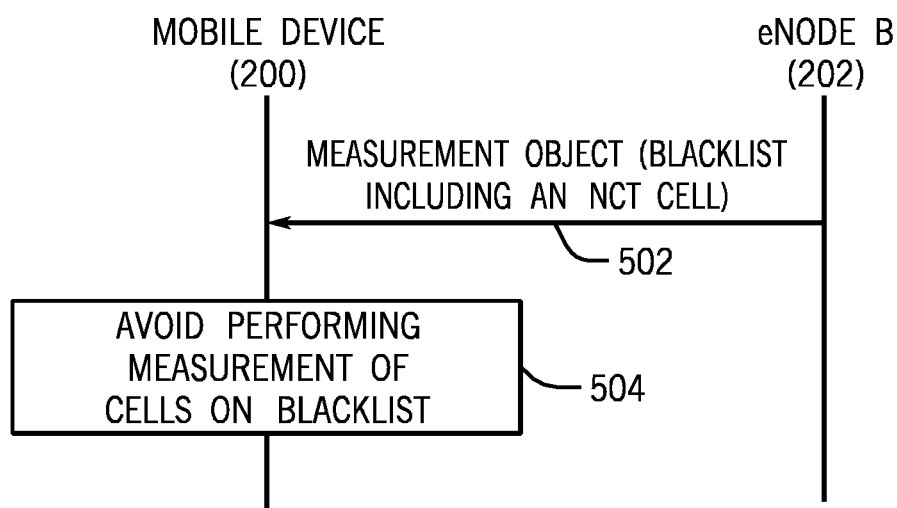 MOBILE DEVICE
(200)
eNODE B
(202)
MEASUREMENT OBJECT (BLACKLIST
INCLUDING AN NCT CELL)
502
AVOID PERFORMING
MEASUREMENT OF
CELLS ON BLACKLIST
504